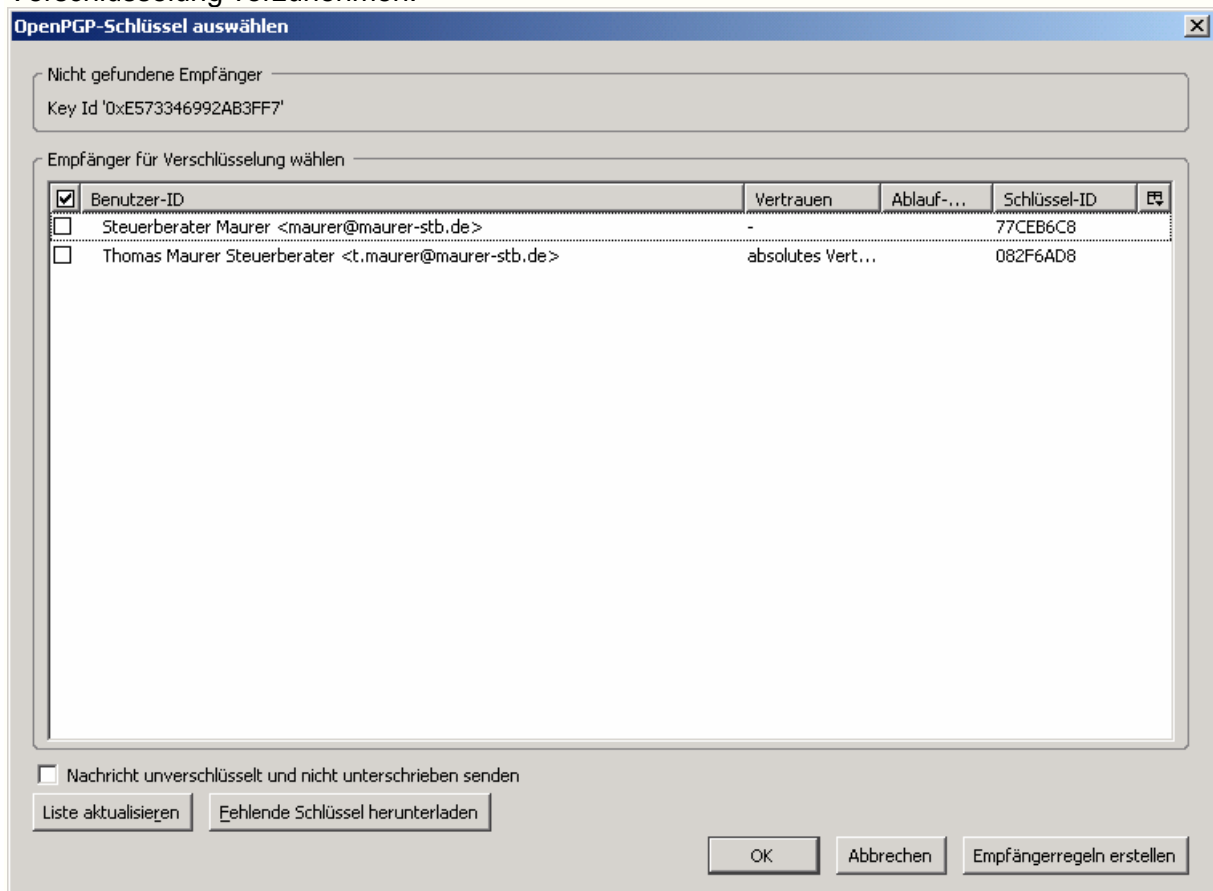 Verschlüsselung vorzunehmen.
OpenPGP-Schlüssel auswählen
Nicht gefundene Empfänger
Key Id '0xE573346992AB3FF7'
Empfänger für Verschlüsselung wählen
Benutzer-ID Vertrauen Ablauf-... Schlüssel-ID
Steuerberater Maurer <maurer@maurer-stb.de> - 77CEB6C8
Thomas Maurer Steuerberater <t.maurer@maurer-stb.de> absolutes Vert... 082F6AD8
Nachricht unverschlüsselt und nicht unterschrieben senden
Liste aktualisieren Fehlende Schlüssel herunterladen
OK Abbrechen Empfängerregeln erstellen